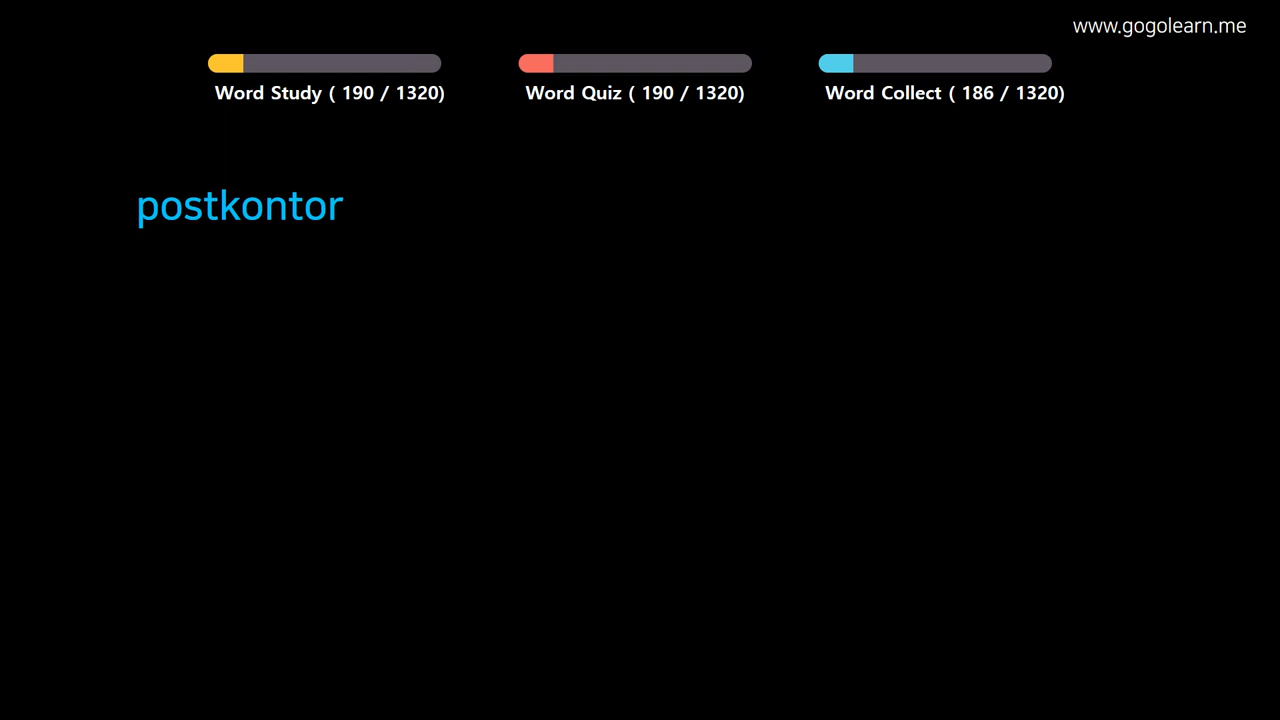 www.gogolearn.me
Word Study ( 190 / 1320)
Word Quiz ( 190 / 1320)
Word Collect ( 186 / 1320)
postkontor